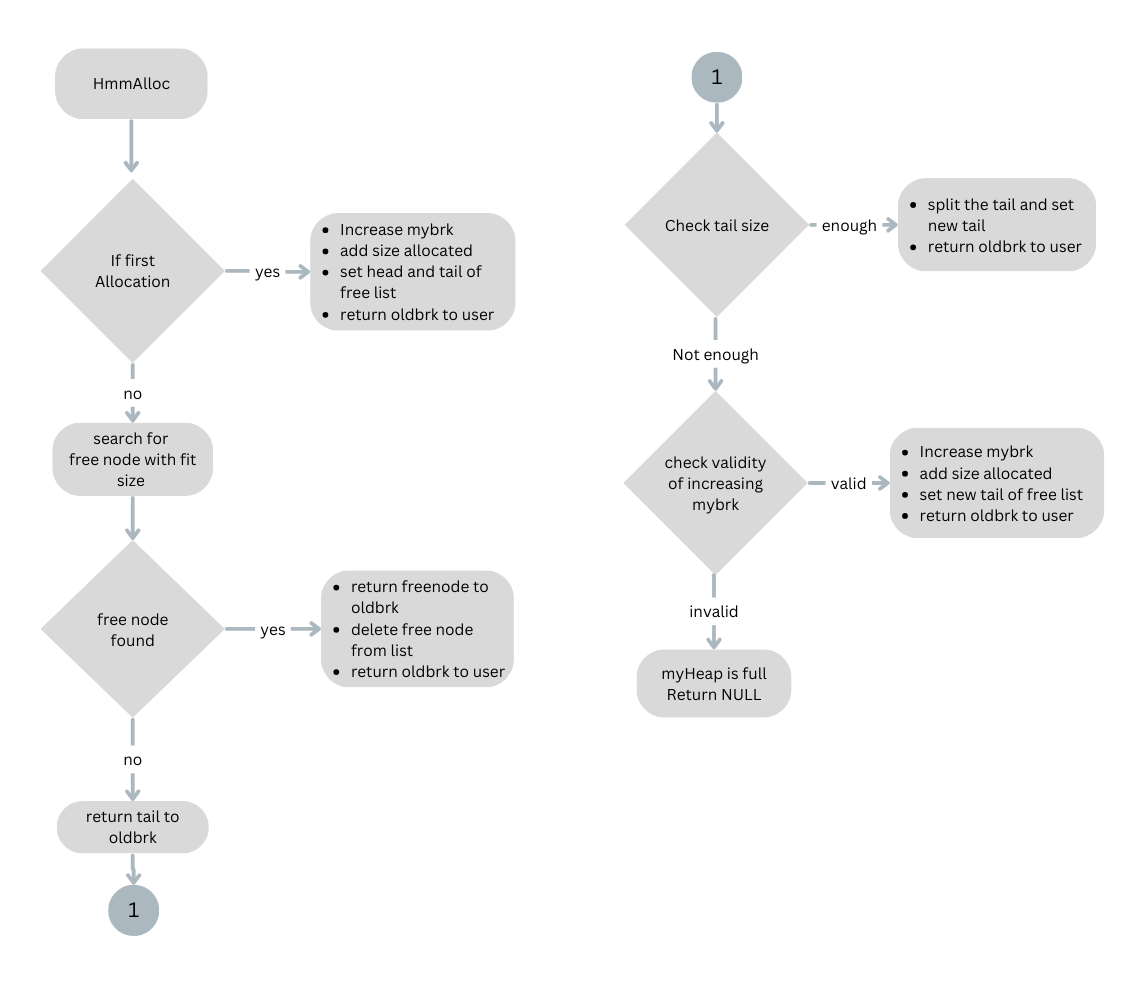 HmmAlloc
If first
Allocation
yes
• Increase mybrk
• add size allocated
• set head and tail of
free list
• return oldbrk to user
no
search for
free node with fit
size
free node
found
yes
• return freenode to
oldbrk
• delete free node
from list
• return oldbrk to user
no
return tail to
oldbrk
1
1
Check tail size
enough
• split the tail and set
new tail
• return oldbrk to user
Not enough
check validity
of increasing
mybrk
valid
• Increase mybrk
• add size allocated
• set new tail of free list
• return oldbrk to user
invalid
myHeap is full
Return NULL